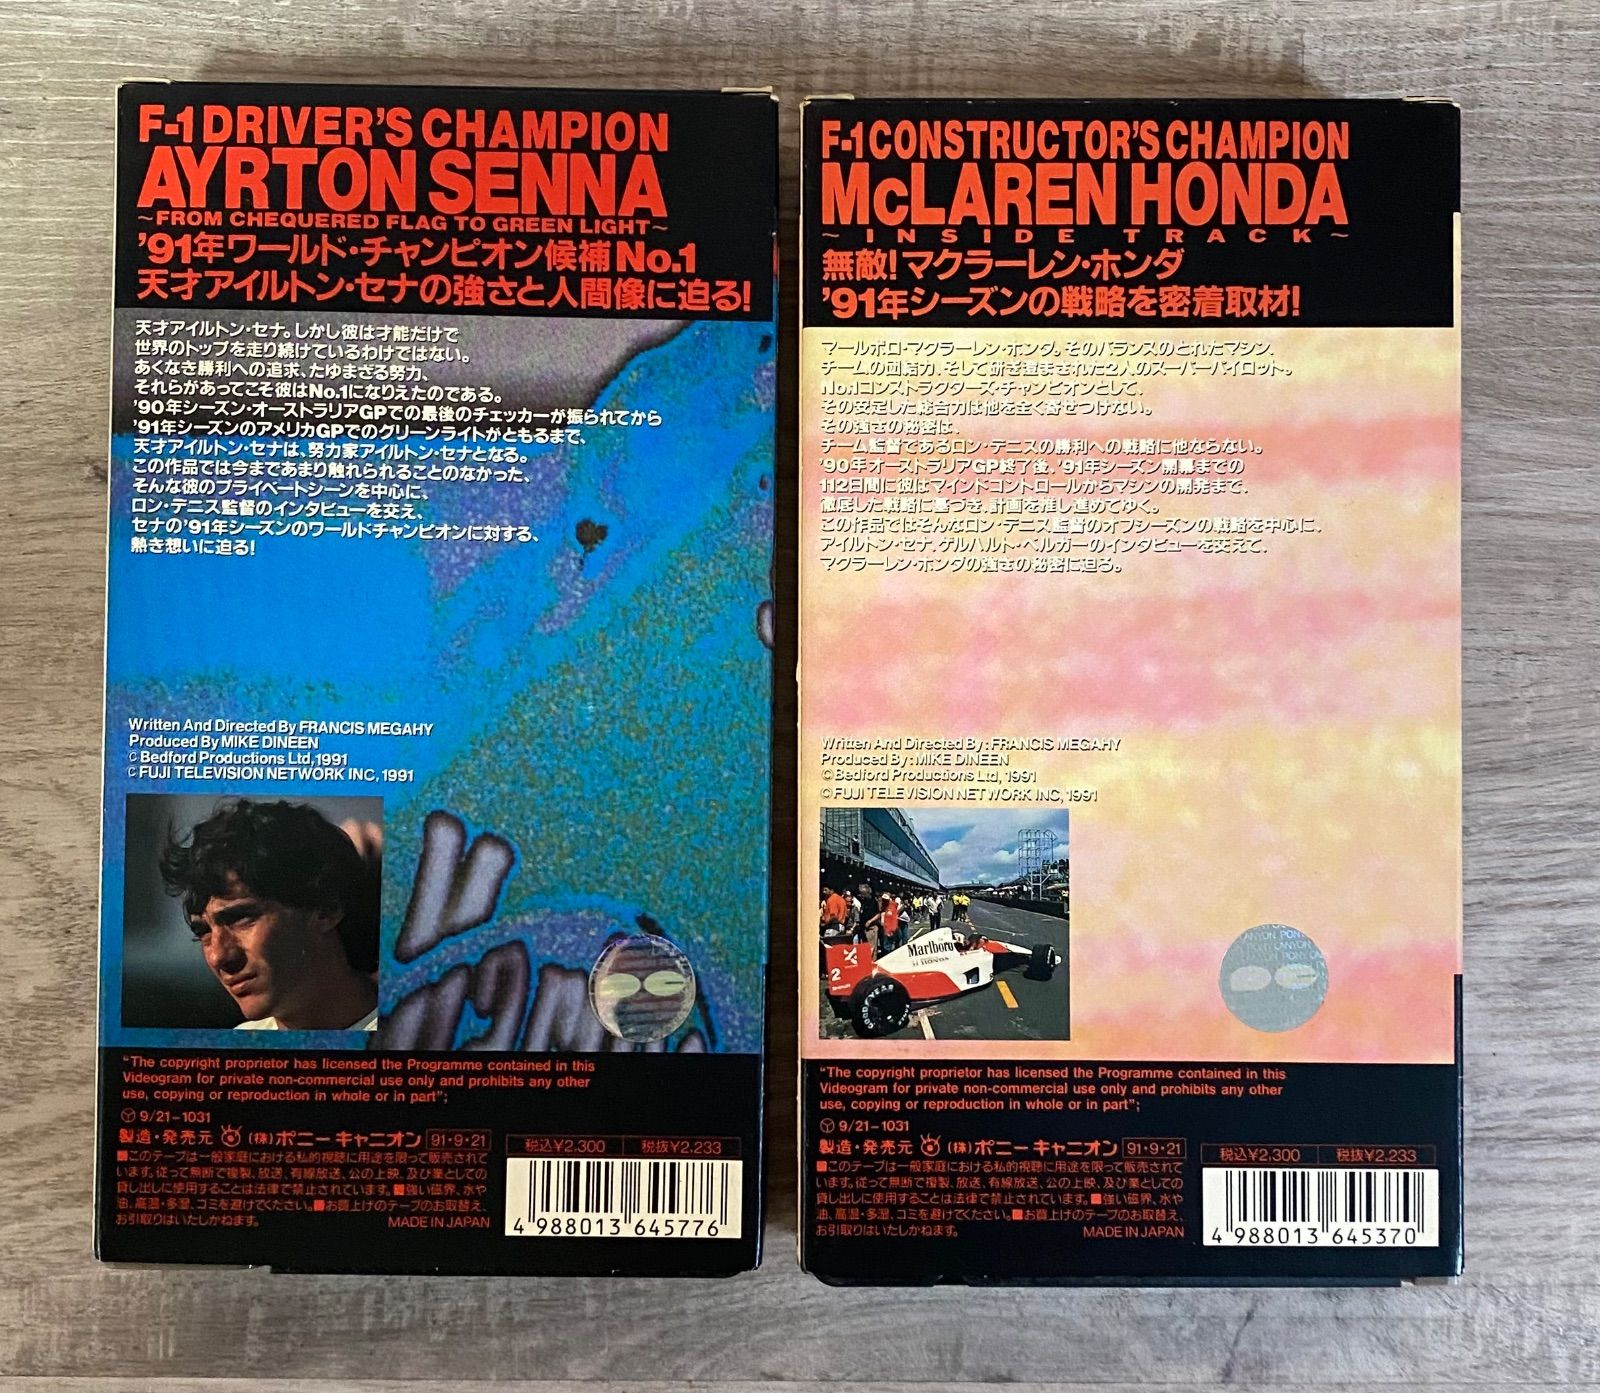 F-1 DRIVER'S CHAMPION
AYRTON SENNA
~FROM CHEQUERED FLAG TO GREEN LIGHT~
'91年ワールド・チャンピオン候補No.1
天才アイルトン・セナの強さと人間像に迫る!
天才アイルトン・セナ。しかし彼は才能だけで
世界のトップを走り続けているわけではない。
あくなき勝利への追求、たゆまざる努力、
それらがあってこそ彼はNo.1になりえたのである。
'90年シーズン・オーストラリアGPでの最後のチェッカーが振られてから
'91年シーズンのアメリカGPでのグリーンライトがともるまで、
天才アイルトン・セナは、努力家アイルトン・セナとなる。
この作品では今まであまり触れられることのなかった、
そんな彼のプライベートシーンを中心に、
ロン・デニス監督のインタビューを交え、
セナの'91年シーズンのワールドチャンピオンに対する、
熱き想いに迫る!
Written And Directed By FRANCIS MEGAHY
Produced By MIKE DINEEN
© Bedford Productions Ltd, 1991
© FUJI TELEVISION NETWORK INC, 1991
"The copyright proprietor has licensed the Programme contained in this
Videogram for private non-commercial use only and prohibits any other
use, copying or reproduction in whole or in part";
Ⓥ 9/21-1031
製造・発売元 (株)ポニーキャニオン 91・9・21
税込¥2,300 税抜¥2,233
■このテープは一般家庭における私的視聴に用途を限って販売されて
います。従って無断で複製、放送、有線放送、公の上映、及び業としての
貸し出しに使用することは法律で禁止されています。■強い磁界、水や
油、高温・多湿、ゴミを避けてください。■お買上げのテープのお取替え、
お引取りはいたしかねます。 MADE IN JAPAN
4 988013 645776
F-1 CONSTRUCTOR'S CHAMPION
McLAREN HONDA
~INSIDE TRACK~
無敵!マクラーレン・ホンダ
'91年シーズンの戦略を密着取材!
マールボロ・マクラーレン・ホンダ。そのバランスのとれたマシン、
チームの団結力、そして研ぎ澄まされた2人のスーパーパイロット。
No.1コンストラクターズ・チャンピオンとして、
その安定した総合力は他を全く寄せつけない。
その強さの秘密は、
チーム監督であるロン・デニスの勝利への戦略に他ならない。
'90年オーストラリアGP終了後、'91年シーズン開幕までの
112日間に彼はマインドコントロールからマシンの開発まで、
徹底した戦略に基づき、計画を推し進めてゆく。
この作品ではそんなロン・デニス監督のオフシーズンの戦略を中心に、
アイルトン・セナ、ゲルハルト・ベルガーのインタビューを交えて、
マクラーレン・ホンダの強さの秘密に迫る。
Written And Directed By: FRANCIS MEGAHY
Produced By: MIKE DINEEN
© Bedford Productions Ltd, 1991
© FUJI TELEVISION NETWORK INC, 1991
Marlboro
HONDA
2
GOODYEAR
PONY CANYON
"The copyright proprietor has licensed the Programme contained in this
Videogram for private non-commercial use only and prohibits any other
use, copying or reproduction in whole or in part";
Ⓥ 9/21-1031
製造・発売元 (株)ポニーキャニオン 91・9・21
税込¥2,300 税抜¥2,233
■このテープは一般家庭における私的視聴に用途を限って販売されて
います。従って無断で複製、放送、有線放送、公の上映、及び業としての
貸し出しに使用することは法律で禁止されています。■強い磁界、水や
油、高温・多湿、ゴミを避けてください。■お買上げのテープのお取替え、
お引取りはいたしかねます。 MADE IN JAPAN
4 988013 645370